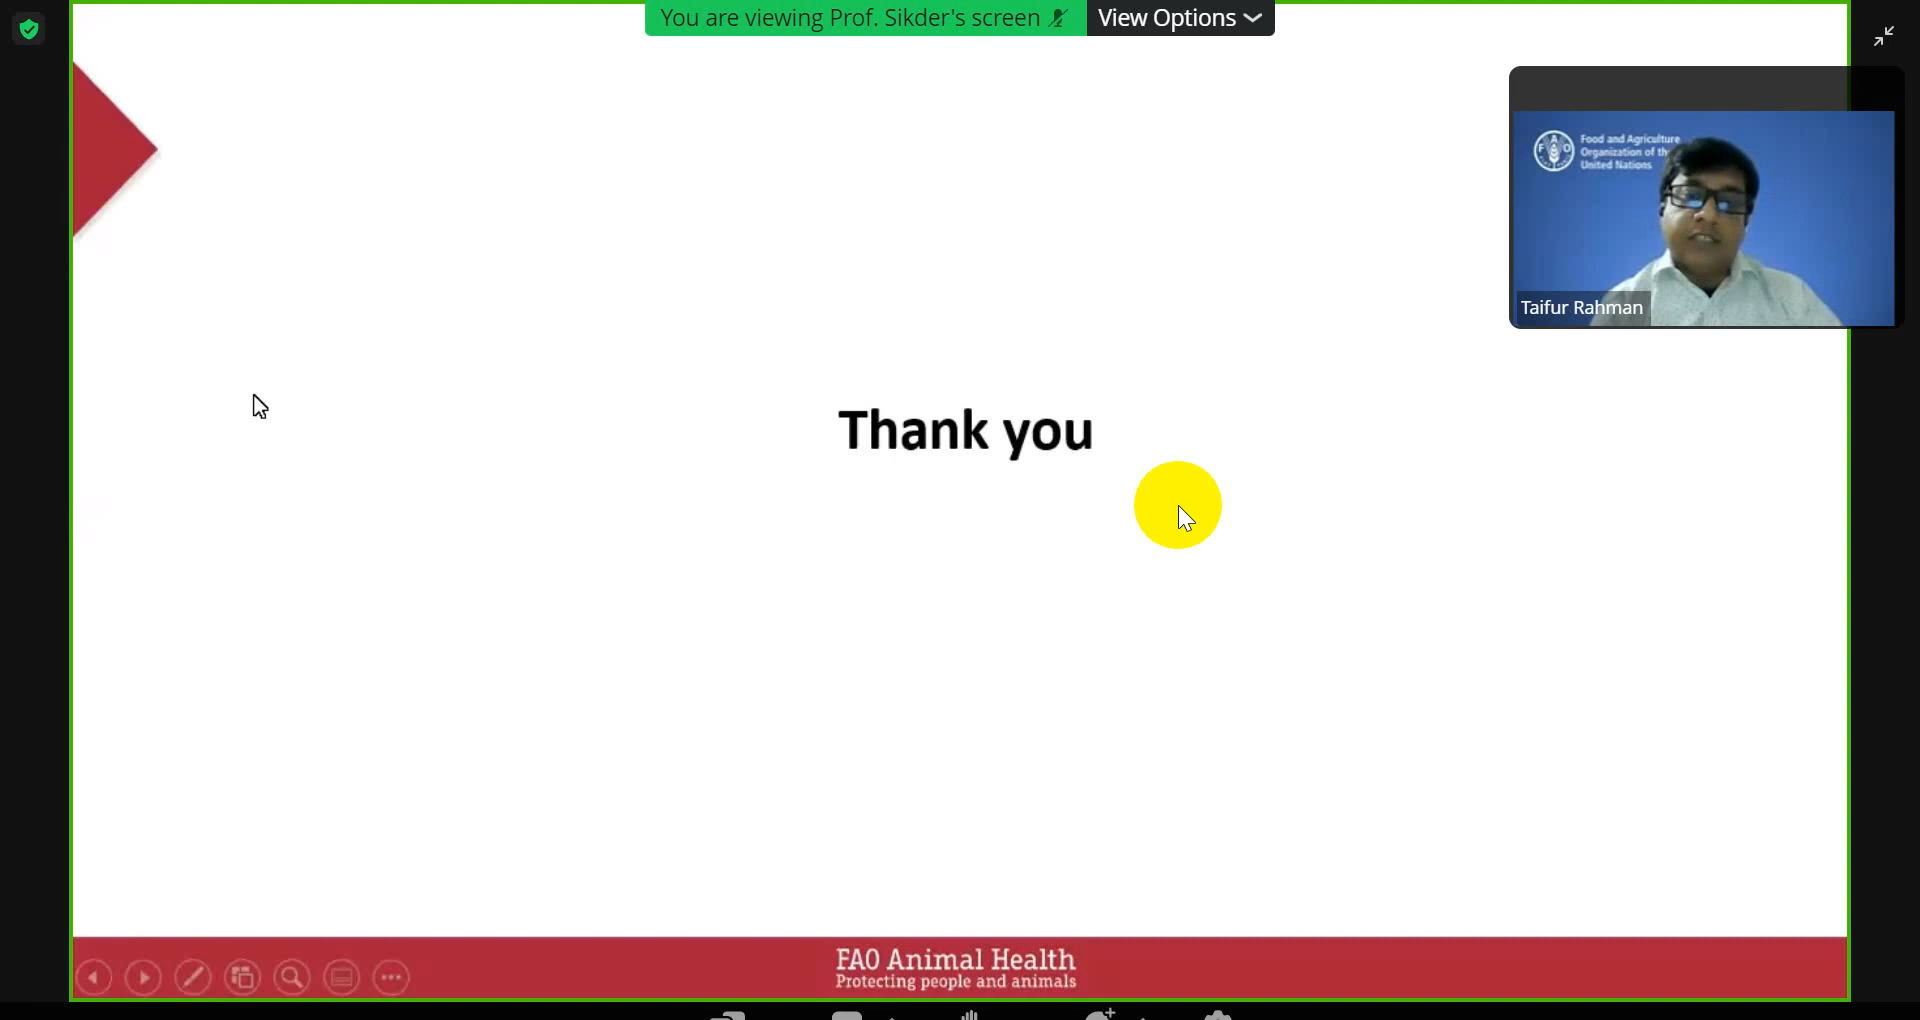 You are viewing Prof. Sikder's screen
View Options
Food and Agriculture
Organization of th
United Nations
FAO
Taifur Rahman
Thank you
FAO Animal Health
Protecting people and animals